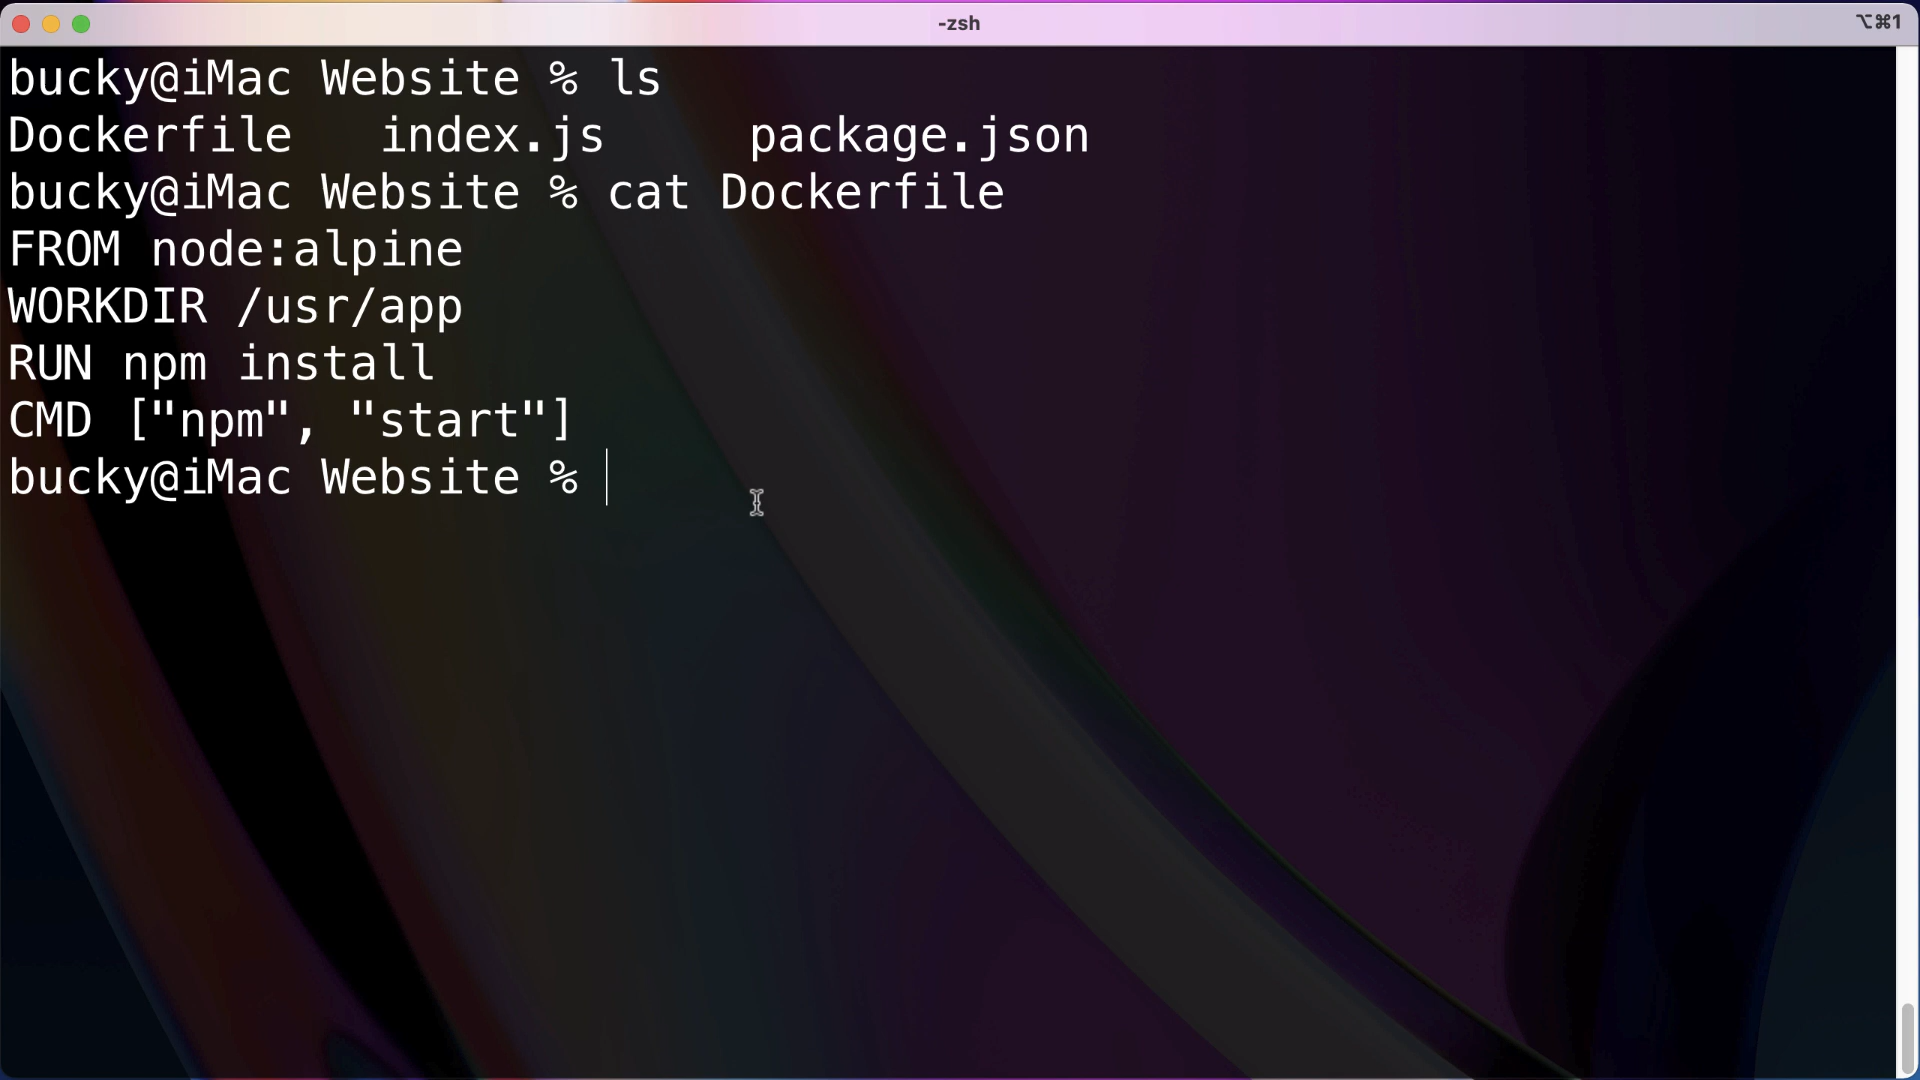 -zsh
⌥⌘1
bucky@iMac Website % ls
Dockerfile   index.js     package.json
bucky@iMac Website % cat Dockerfile
FROM node:alpine
WORKDIR /usr/app
RUN npm install
CMD ["npm", "start"]
bucky@iMac Website %